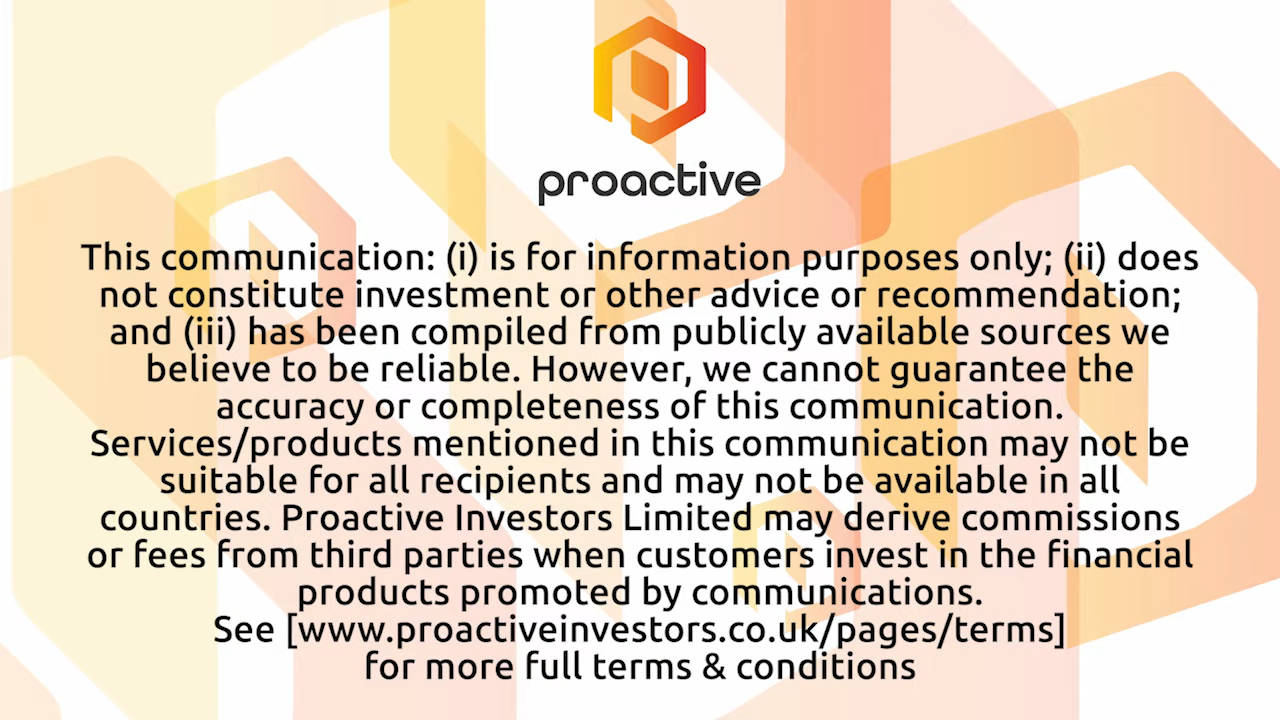 proactive
This communication: (i) is for information purposes only; (ii) does
not constitute investment or other advice or recommendation;
and (iii) has been compiled from publicly available sources we
believe to be reliable. However, we cannot guarantee the
accuracy or completeness of this communication.
Services/products mentioned in this communication may not be
suitable for all recipients and may not be available in all
countries. Proactive Investors Limited may derive commissions
or fees from third parties when customers invest in the financial
products promoted by communications.
See [www.proactiveinvestors.co.uk/pages/terms]
for more full terms & conditions